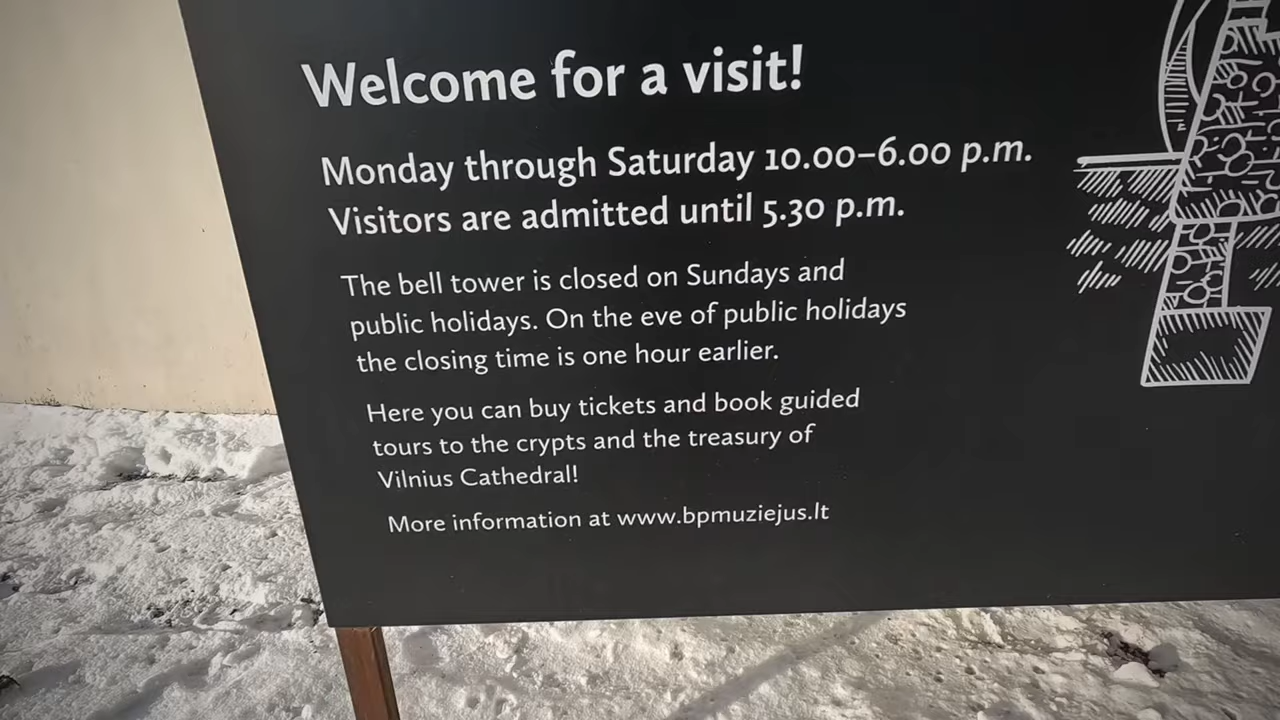 Welcome for a visit!
Monday through Saturday 10.00–6.00 p.m.
Visitors are admitted until 5.30 p.m.
The bell tower is closed on Sundays and
public holidays. On the eve of public holidays
the closing time is one hour earlier.
Here you can buy tickets and book guided
tours to the crypts and the treasury of
Vilnius Cathedral!
More information at www.bpmuziejus.lt